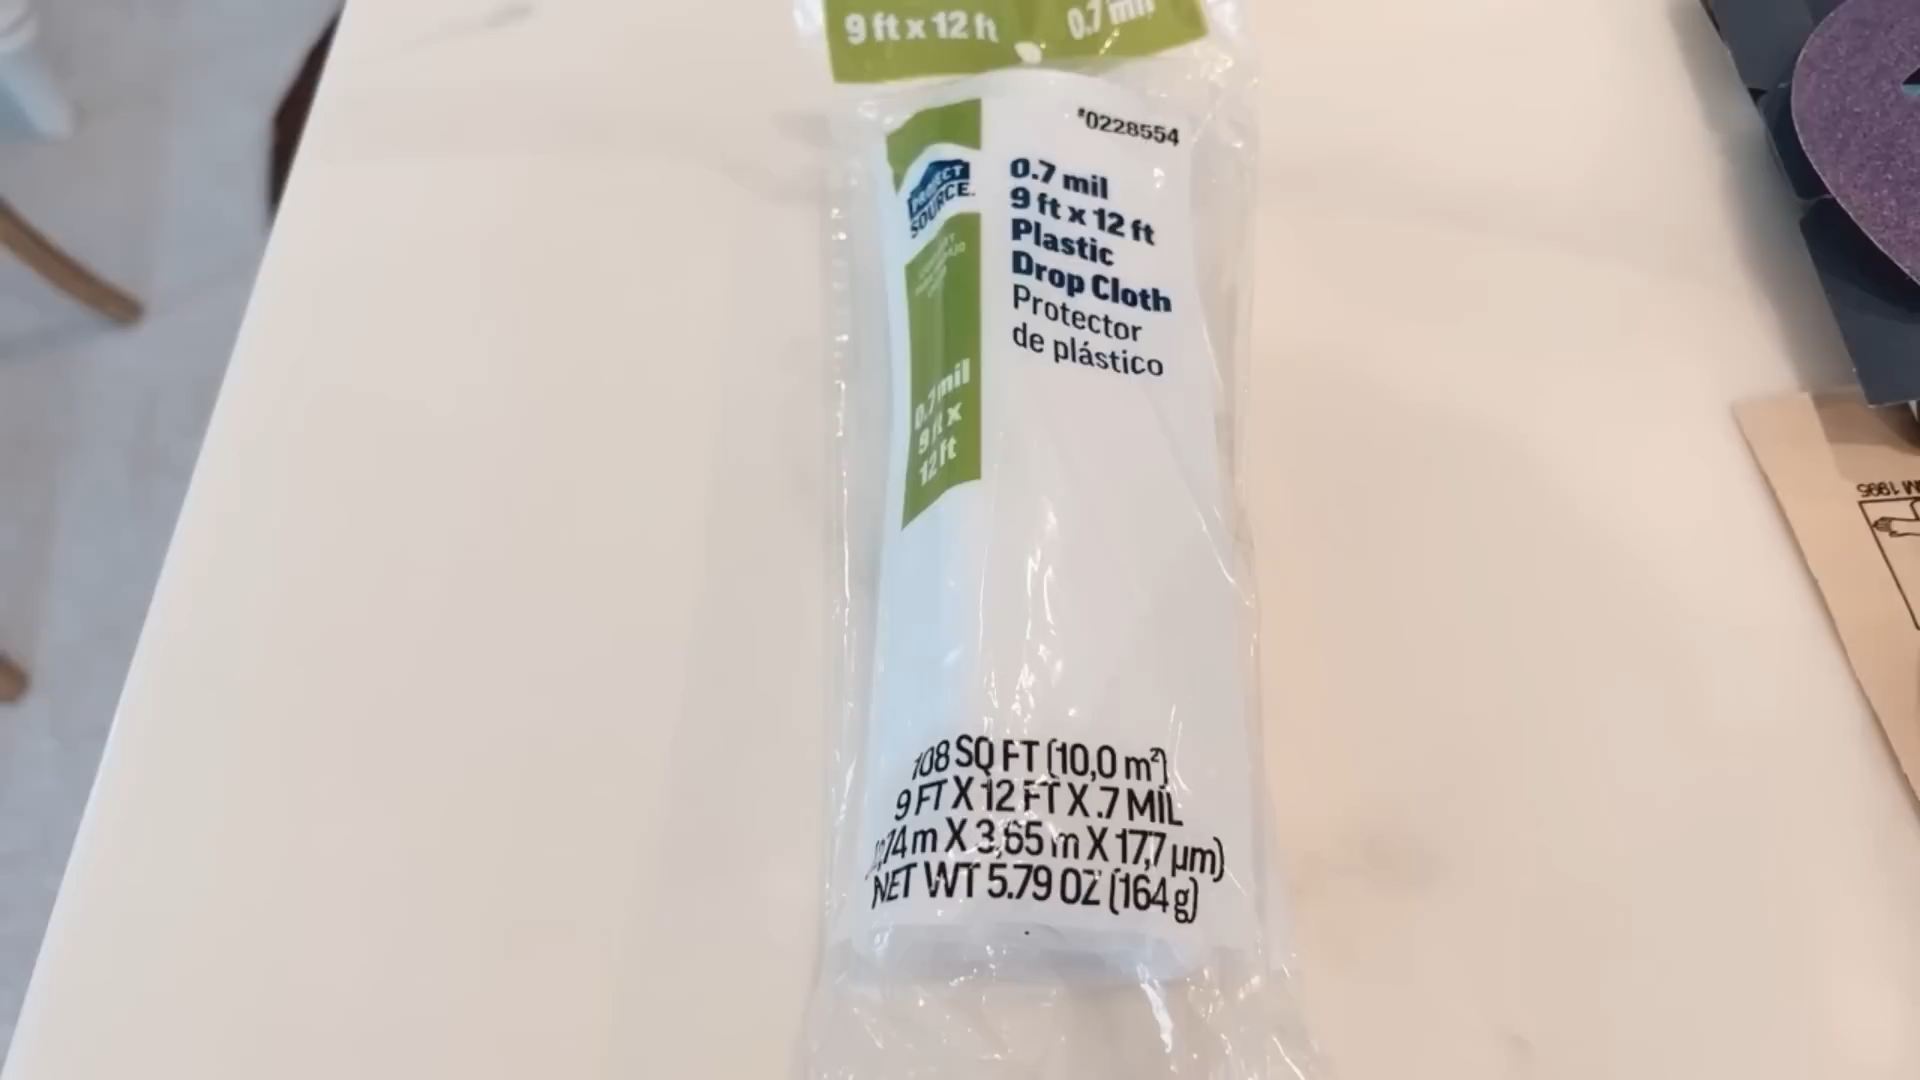 9 ft x 12 ft
0.7 mil
#0228554
PROJECT
SOURCE.
0.7 mil
9 ft x 12 ft
Plastic
Drop Cloth
Protector
de plástico
0.7 mil
9 ft x
12 ft
108 SQ FT (10,0 m²)
9 FT X 12 FT X .7 MIL
,74 m X 3,65 m X 17,7 µm)
NET WT 5.79 OZ (164 g)
1995